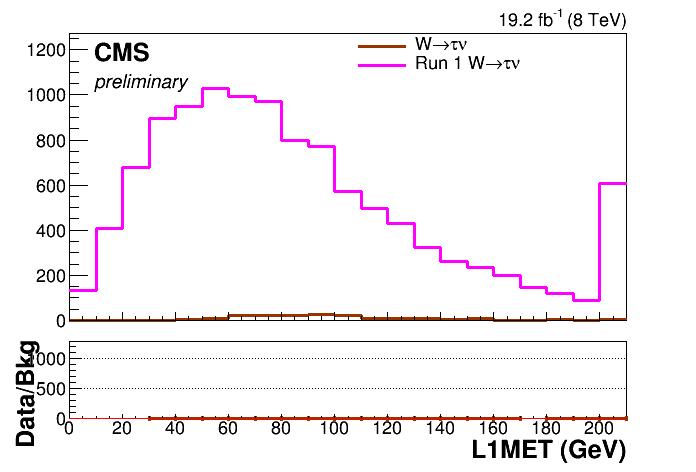 19.2 fb⁻¹ (8 TeV)
CMS
preliminary
W→τν
Run 1 W→τν
1200
1000
800
600
400
200
0
Data/Bkg
1000
500
0
0 20 40 60 80 100 120 140 160 180 200
L1MET (GeV)